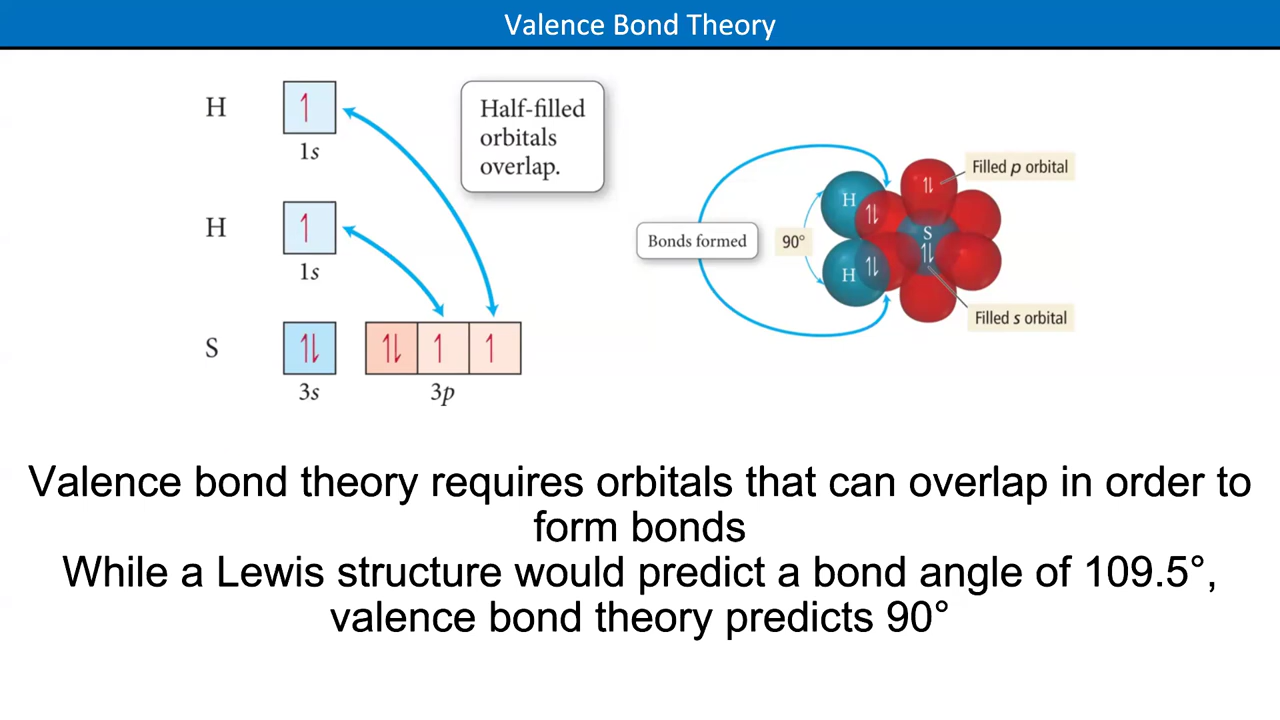 Valence Bond Theory
H
↿
1s
Half-filled
orbitals
overlap.
H
↿
1s
S
↿⇂
3s
↿⇂ ↿ ↿
3p
Bonds formed
90°
H
↿⇂
H
↿⇂
↿⇂
S
↿⇂
Filled p orbital
Filled s orbital
Valence bond theory requires orbitals that can overlap in order to
form bonds
While a Lewis structure would predict a bond angle of 109.5°,
valence bond theory predicts 90°